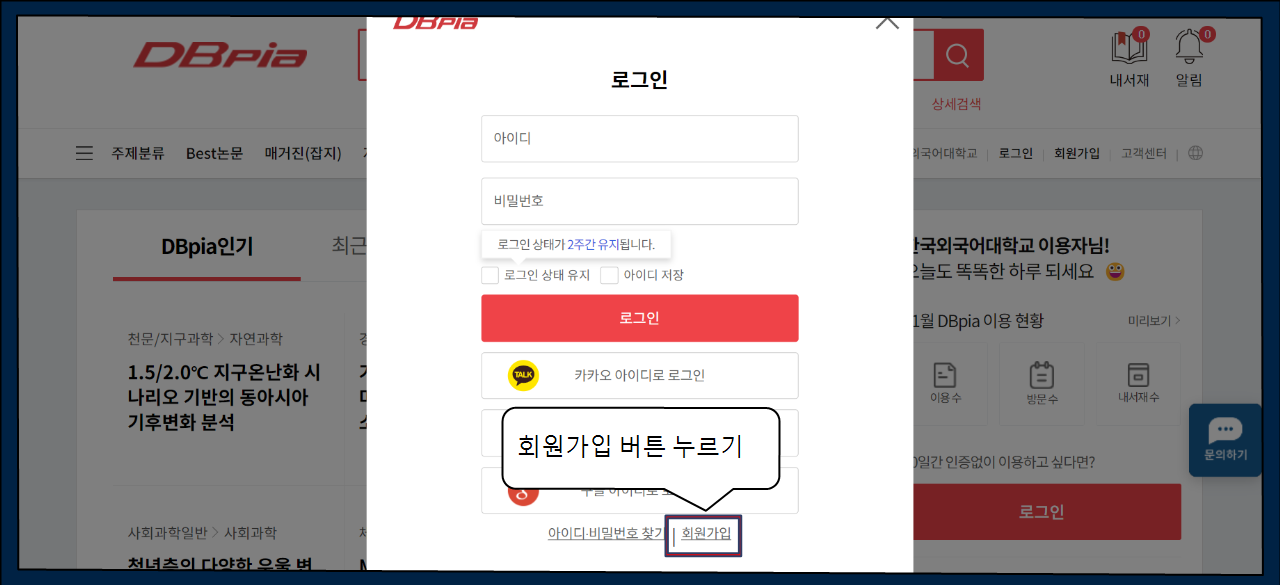 DBpia
DBpia
0
0
내서재
알림
상세검색
주제분류
Best논문
매거진(잡지)
외국어대학교
로그인
회원가입
고객센터
로그인
아이디
비밀번호
로그인 상태가 2주간 유지됩니다.
로그인 상태 유지
아이디 저장
로그인
TALK
카카오 아이디로 로그인
회원가입 버튼 누르기
아이디·비밀번호 찾기
회원가입
DBpia인기
최근
천문/지구과학 > 자연과학
1.5/2.0℃ 지구온난화 시
나리오 기반의 동아시아
기후변화 분석
사회과학일반 > 사회과학
청년층의 다양한 우울 변
한국외국어대학교 이용자님!
오늘도 똑똑한 하루 되세요
1월 DBpia 이용 현황
미리보기 >
이용 수
방문 수
내서재 수
문의하기
0일간 인증없이 이용하고 싶다면?
로그인